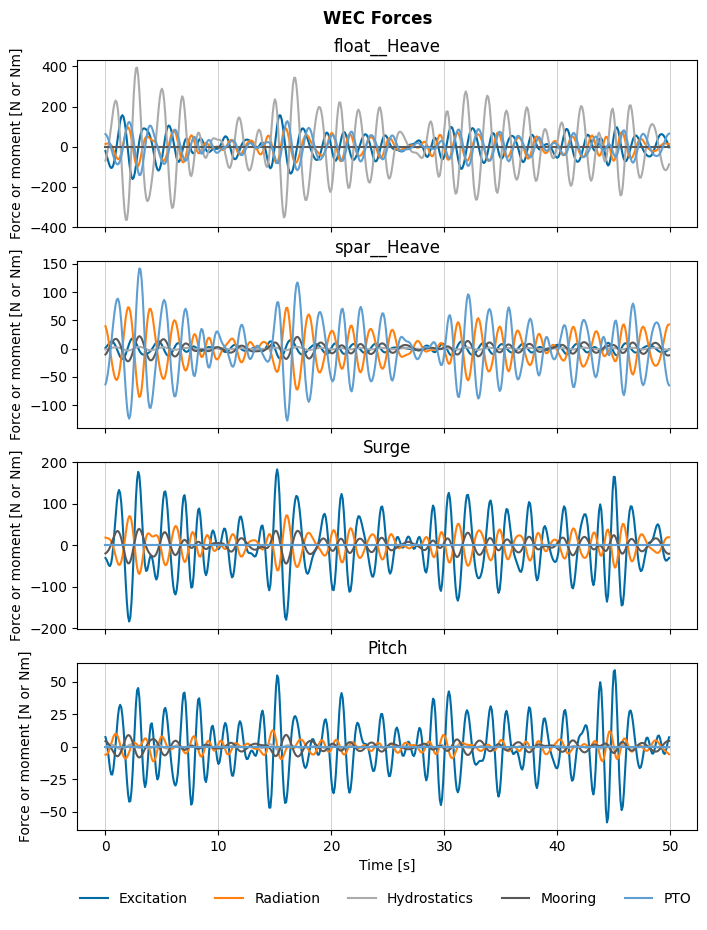 WEC Forces
float__Heave
Force or moment [N or Nm]
400
200
0
−200
−400
spar__Heave
Force or moment [N or Nm]
150
100
50
0
−50
−100
Surge
Force or moment [N or Nm]
200
100
0
−100
−200
Pitch
Force or moment [N or Nm]
50
25
0
−25
−50
0 10 20 30 40 50
Time [s]
Excitation Radiation Hydrostatics Mooring PTO